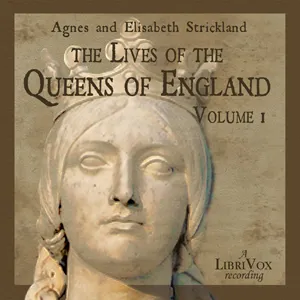 Agnes and Elisabeth Strickland
the Lives of the
Queens of England
Volume 1
A
LibriVox
recording